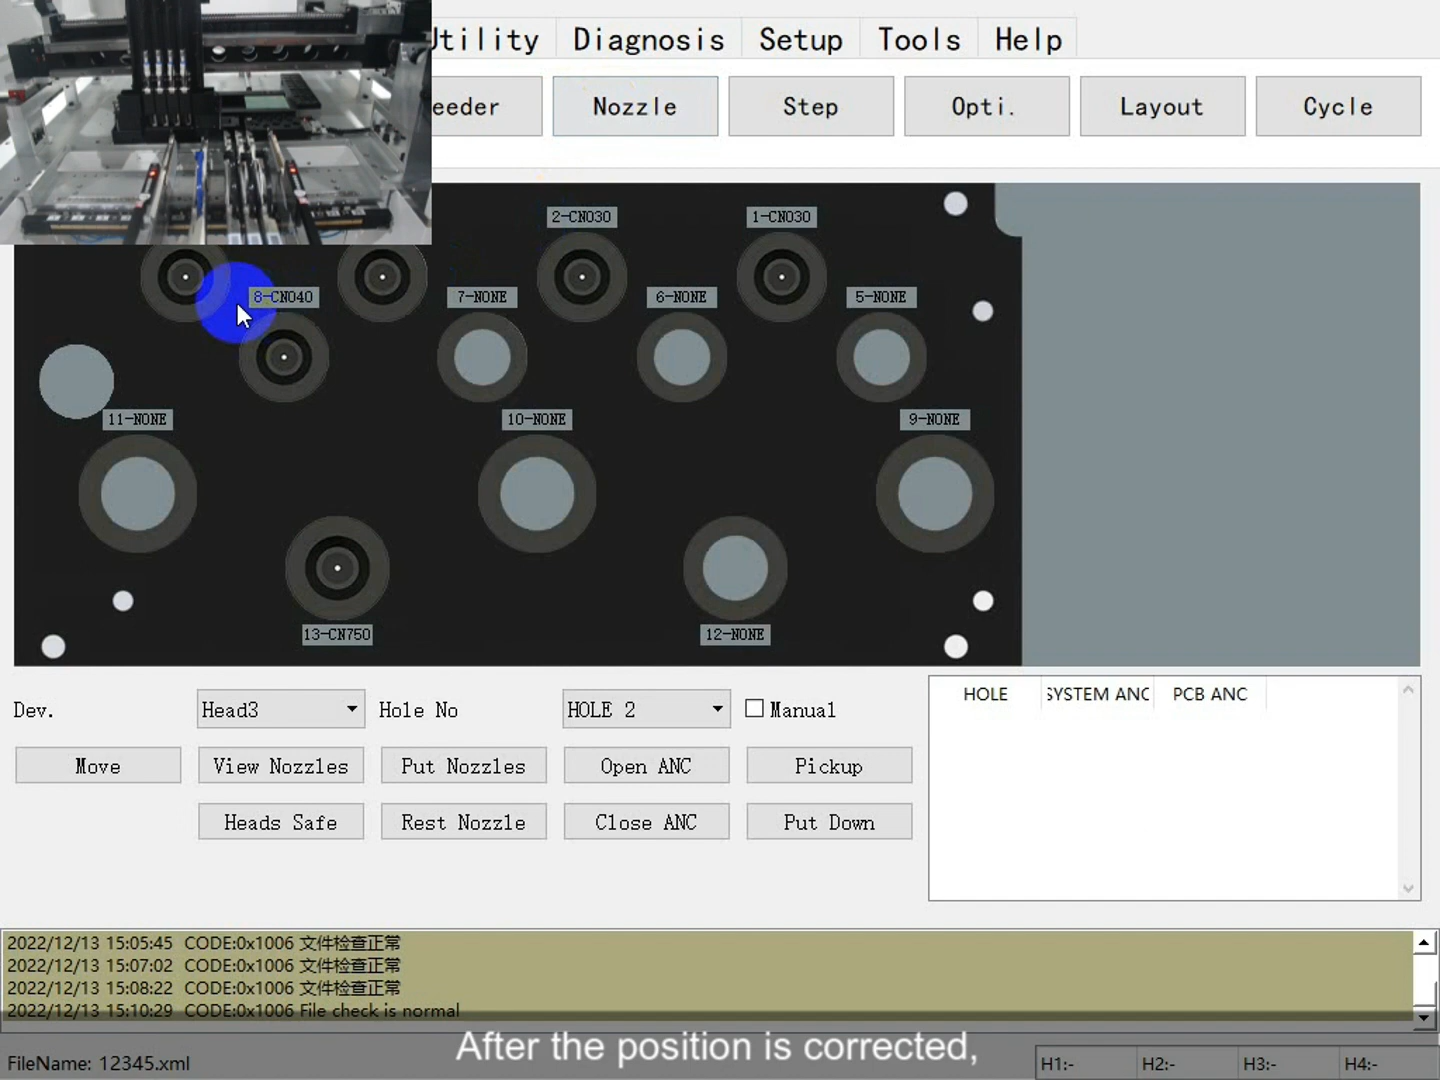 tility Diagnosis Setup Tools Help
eeder Nozzle Step Opti. Layout Cycle
2-CN030 1-CN030
8-CN040 7-NONE 6-NONE 5-NONE
11-NONE 10-NONE 9-NONE
13-CN750 12-NONE
Dev. Head3 Hole No HOLE 2 Manual
HOLE SYSTEM ANC PCB ANC
Move View Nozzles Put Nozzles Open ANC Pickup
Heads Safe Rest Nozzle Close ANC Put Down
2022/12/13 15:05:45 CODE:0x1006 文件检查正常
2022/12/13 15:07:02 CODE:0x1006 文件检查正常
2022/12/13 15:08:22 CODE:0x1006 文件检查正常
2022/12/13 15:10:29 CODE:0x1006 File check is normal
After the position is corrected,
FileName: 12345.xml H1:- H2:- H3:- H4:-